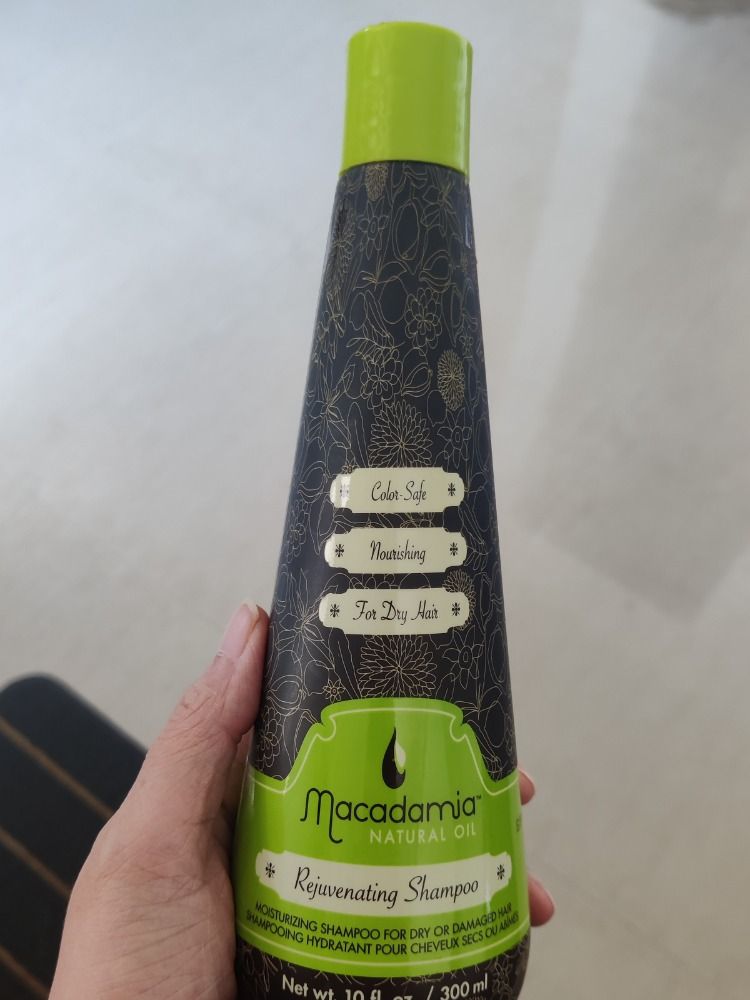 Color-Safe
Nourishing
For Dry Hair
Macadamia™
NATURAL OIL
Rejuvenating Shampoo
MOISTURIZING SHAMPOO FOR DRY OR DAMAGED HAIR
SHAMPOOING HYDRATANT POUR CHEVEUX SECS OU ABÎMÉS
Net wt. 10 fl. oz. / 300 ml